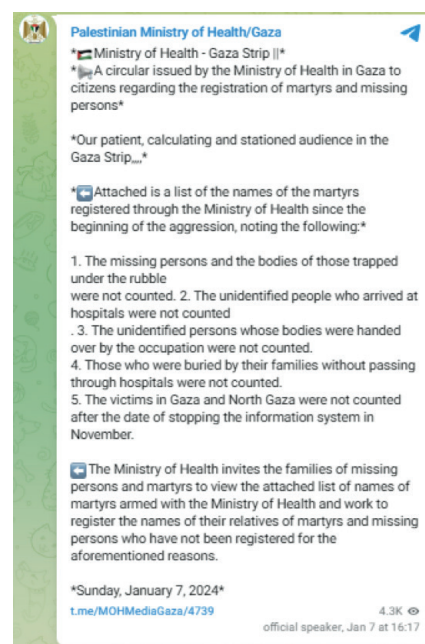 Palestinian Ministry of Health/Gaza
*🇵🇸Ministry of Health - Gaza Strip ||*
*📢A circular issued by the Ministry of Health in Gaza to
citizens regarding the registration of martyrs and missing
persons*
*Our patient, calculating and stationed audience in the
Gaza Strip,,,,*
*⬅️Attached is a list of the names of the martyrs
registered through the Ministry of Health since the
beginning of the aggression, noting the following:*
1. The missing persons and the bodies of those trapped
under the rubble
were not counted. 2. The unidentified people who arrived at
hospitals were not counted
. 3. The unidentified persons whose bodies were handed
over by the occupation were not counted.
4. Those who were buried by their families without passing
through hospitals were not counted.
5. The victims in Gaza and North Gaza were not counted
after the date of stopping the information system in
November.
⬅️The Ministry of Health invites the families of missing
persons and martyrs to view the attached list of names of
martyrs armed with the Ministry of Health and work to
register the names of their relatives of martyrs and missing
persons who have not been registered for the
aforementioned reasons.
*Sunday, January 7, 2024*
t.me/MOHMediaGaza/4739 4.3K
official speaker, Jan 7 at 16:17